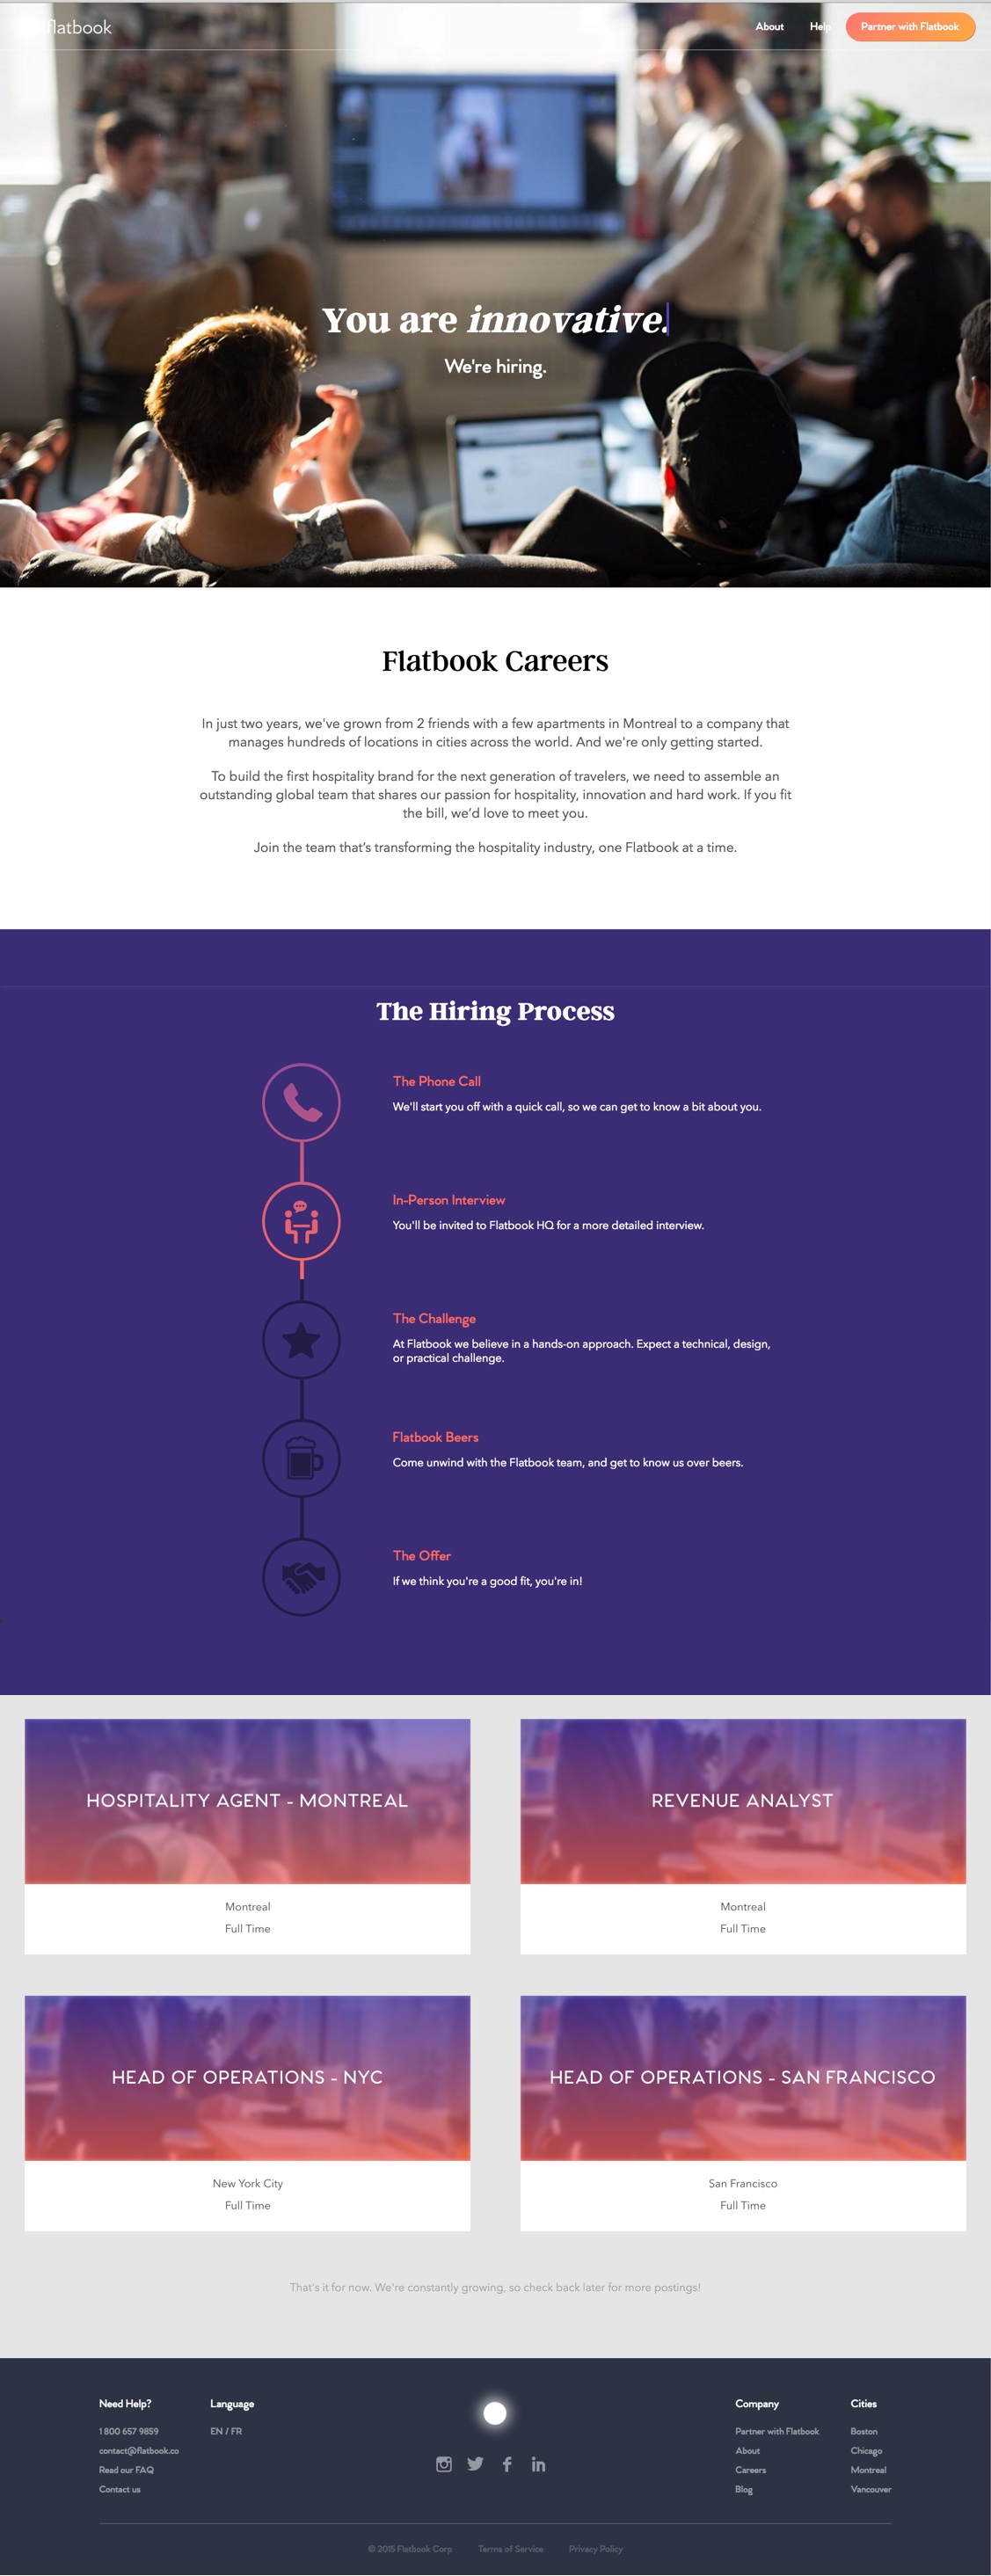 flatbook
About
Help
Partner with Flatbook
You are innovative.
We're hiring.
Flatbook Careers
In just two years, we've grown from 2 friends with a few apartments in Montreal to a company that
manages hundreds of locations in cities across the world. And we're only getting started.
To build the first hospitality brand for the next generation of travelers, we need to assemble an
outstanding global team that shares our passion for hospitality, innovation and hard work. If you fit
the bill, we’d love to meet you.
Join the team that’s transforming the hospitality industry, one Flatbook at a time.
The Hiring Process
The Phone Call
We'll start you off with a quick call, so we can get to know a bit about you.
In-Person Interview
You'll be invited to Flatbook HQ for a more detailed interview.
The Challenge
At Flatbook we believe in a hands-on approach. Expect a technical, design,
or practical challenge.
Flatbook Beers
Come unwind with the Flatbook team, and get to know us over beers.
The Offer
If we think you're a good fit, you're in!
HOSPITALITY AGENT - MONTREAL
Montreal
Full Time
REVENUE ANALYST
Montreal
Full Time
HEAD OF OPERATIONS - NYC
New York City
Full Time
HEAD OF OPERATIONS - SAN FRANCISCO
San Francisco
Full Time
That's it for now. We're constantly growing, so check back later for more postings!
Need Help?
1 800 657 9859
contact@flatbook.co
Read our FAQ
Contact us
Language
EN / FR
Company
Partner with Flatbook
About
Careers
Blog
Cities
Boston
Chicago
Montreal
Vancouver
© 2015 Flatbook Corp
Terms of Service
Privacy Policy